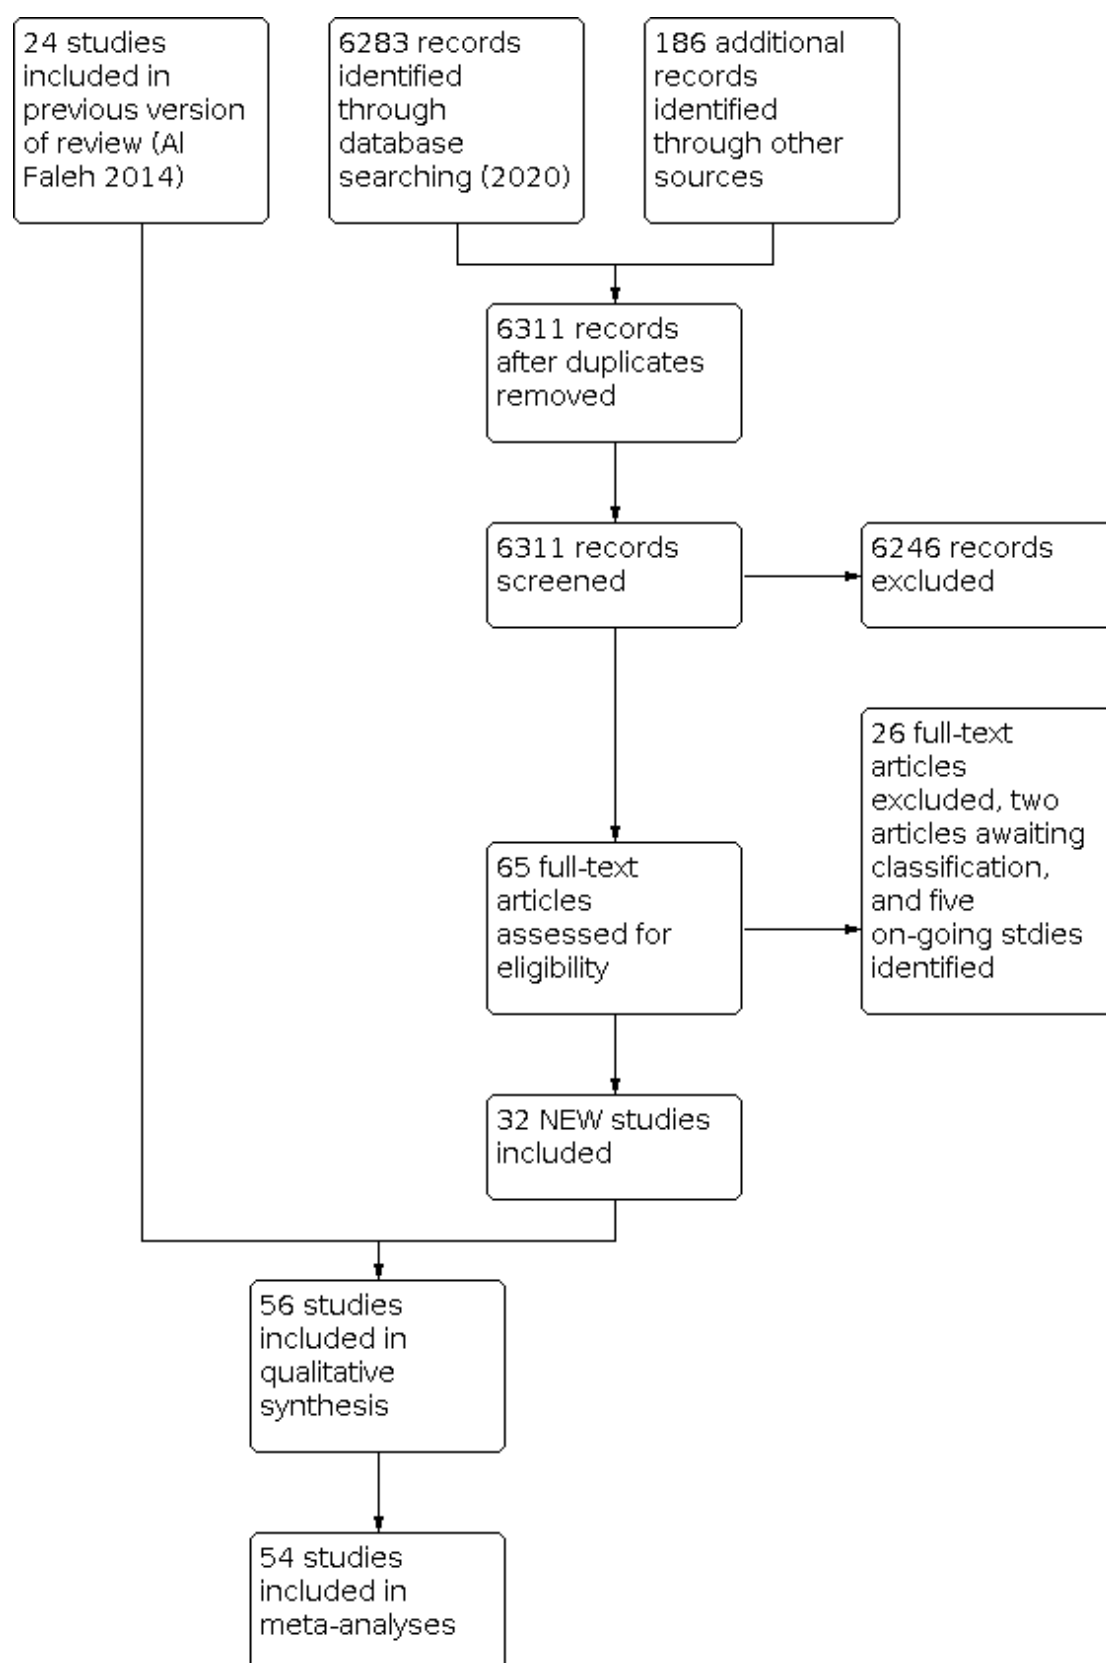 24 studies
included in
previous version
of review (Al
Faleh 2014)
6283 records
identified
through
database
searching (2020)
186 additional
records
identified
through other
sources
6311 records
after duplicates
removed
6311 records
screened
6246 records
excluded
26 full-text
articles
excluded, two
articles awaiting
classification,
and five
on-going stdies
identified
65 full-text
articles
assessed for
eligibility
32 NEW studies
included
56 studies
included in
qualitative
synthesis
54 studies
included in
meta-analyses